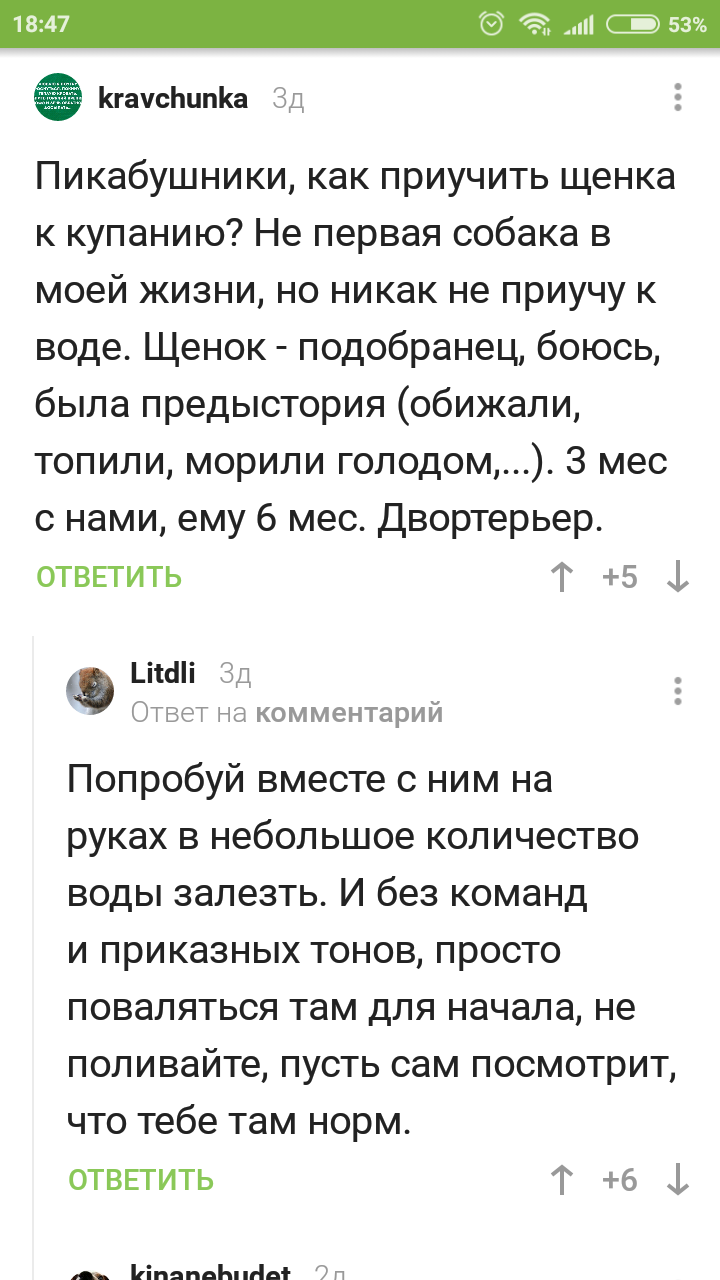 18:47 53%
kravchunka 3д
Пикабушники, как приучить щенка
к купанию? Не первая собака в
моей жизни, но никак не приучу к
воде. Щенок - подобранец, боюсь,
была предыстория (обижали,
топили, морили голодом,...). 3 мес
с нами, ему 6 мес. Двортерьер.
ОТВЕТИТЬ +5
Litdli 3д
Ответ на комментарий
Попробуй вместе с ним на
руках в небольшое количество
воды залезть. И без команд
и приказных тонов, просто
поваляться там для начала, не
поливайте, пусть сам посмотрит,
что тебе там норм.
ОТВЕТИТЬ +6
kinanebudet 2д